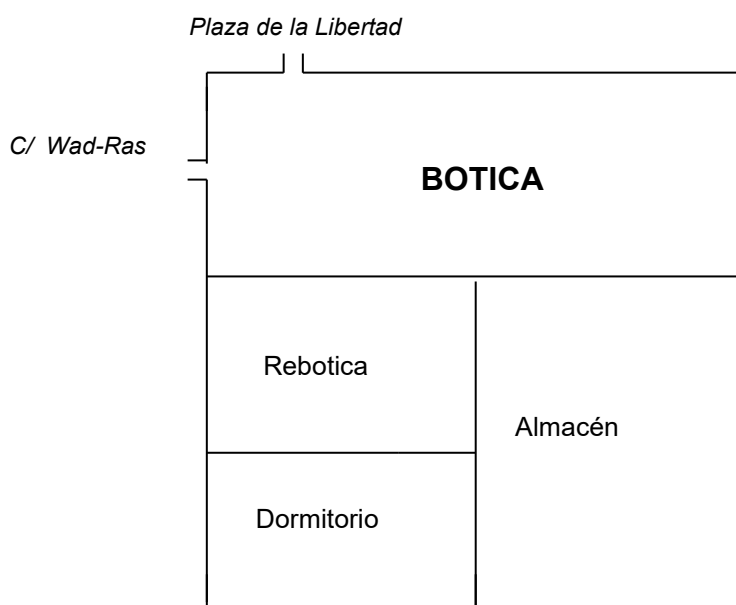 Plaza de la Libertad
C/ Wad-Ras
BOTICA
Rebotica
Almacén
Dormitorio